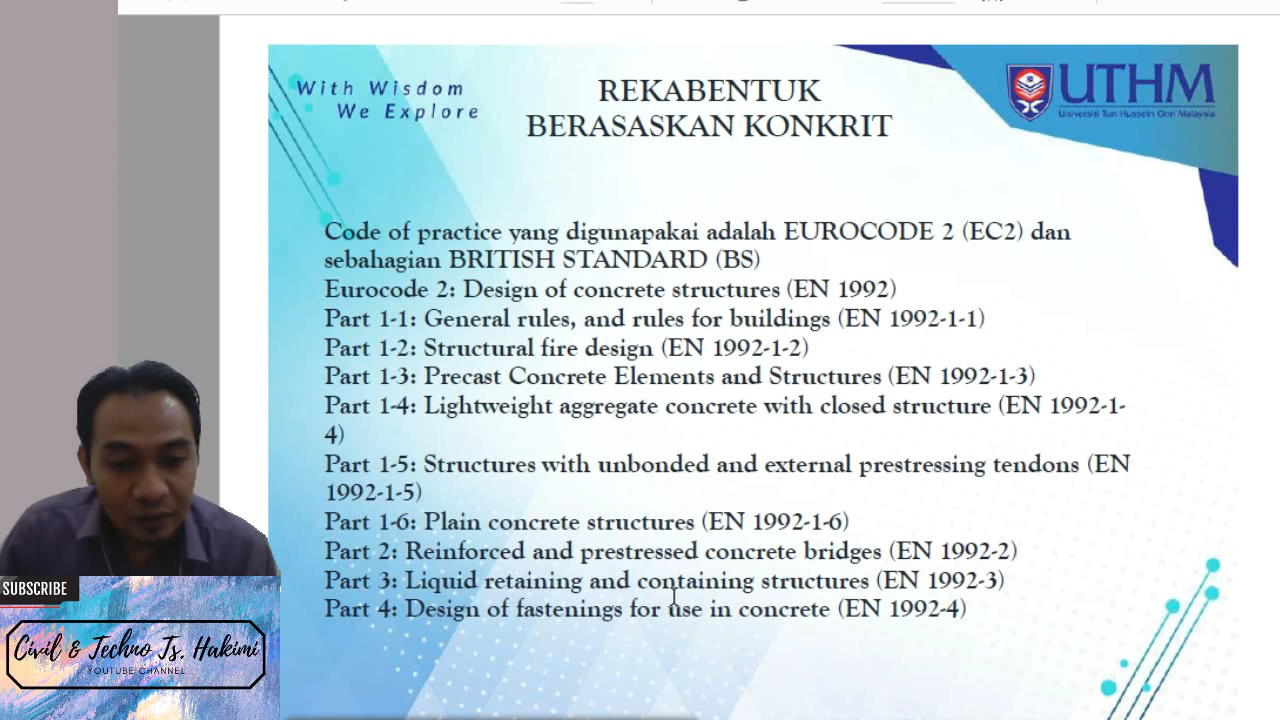 With Wisdom
We Explore
REKABENTUK
BERASASKAN KONKRIT
UTHM
Universiti Tun Hussein Onn Malaysia
Code of practice yang digunapakai adalah EUROCODE 2 (EC2) dan
sebahagian BRITISH STANDARD (BS)
Eurocode 2: Design of concrete structures (EN 1992)
Part 1-1: General rules, and rules for buildings (EN 1992-1-1)
Part 1-2: Structural fire design (EN 1992-1-2)
Part 1-3: Precast Concrete Elements and Structures (EN 1992-1-3)
Part 1-4: Lightweight aggregate concrete with closed structure (EN 1992-1-
4)
Part 1-5: Structures with unbonded and external prestressing tendons (EN
1992-1-5)
Part 1-6: Plain concrete structures (EN 1992-1-6)
Part 2: Reinforced and prestressed concrete bridges (EN 1992-2)
Part 3: Liquid retaining and containing structures (EN 1992-3)
Part 4: Design of fastenings for use in concrete (EN 1992-4)
SUBSCRIBE
Civil & Techno Ts. Hakimi
YOUTUBE CHANNEL